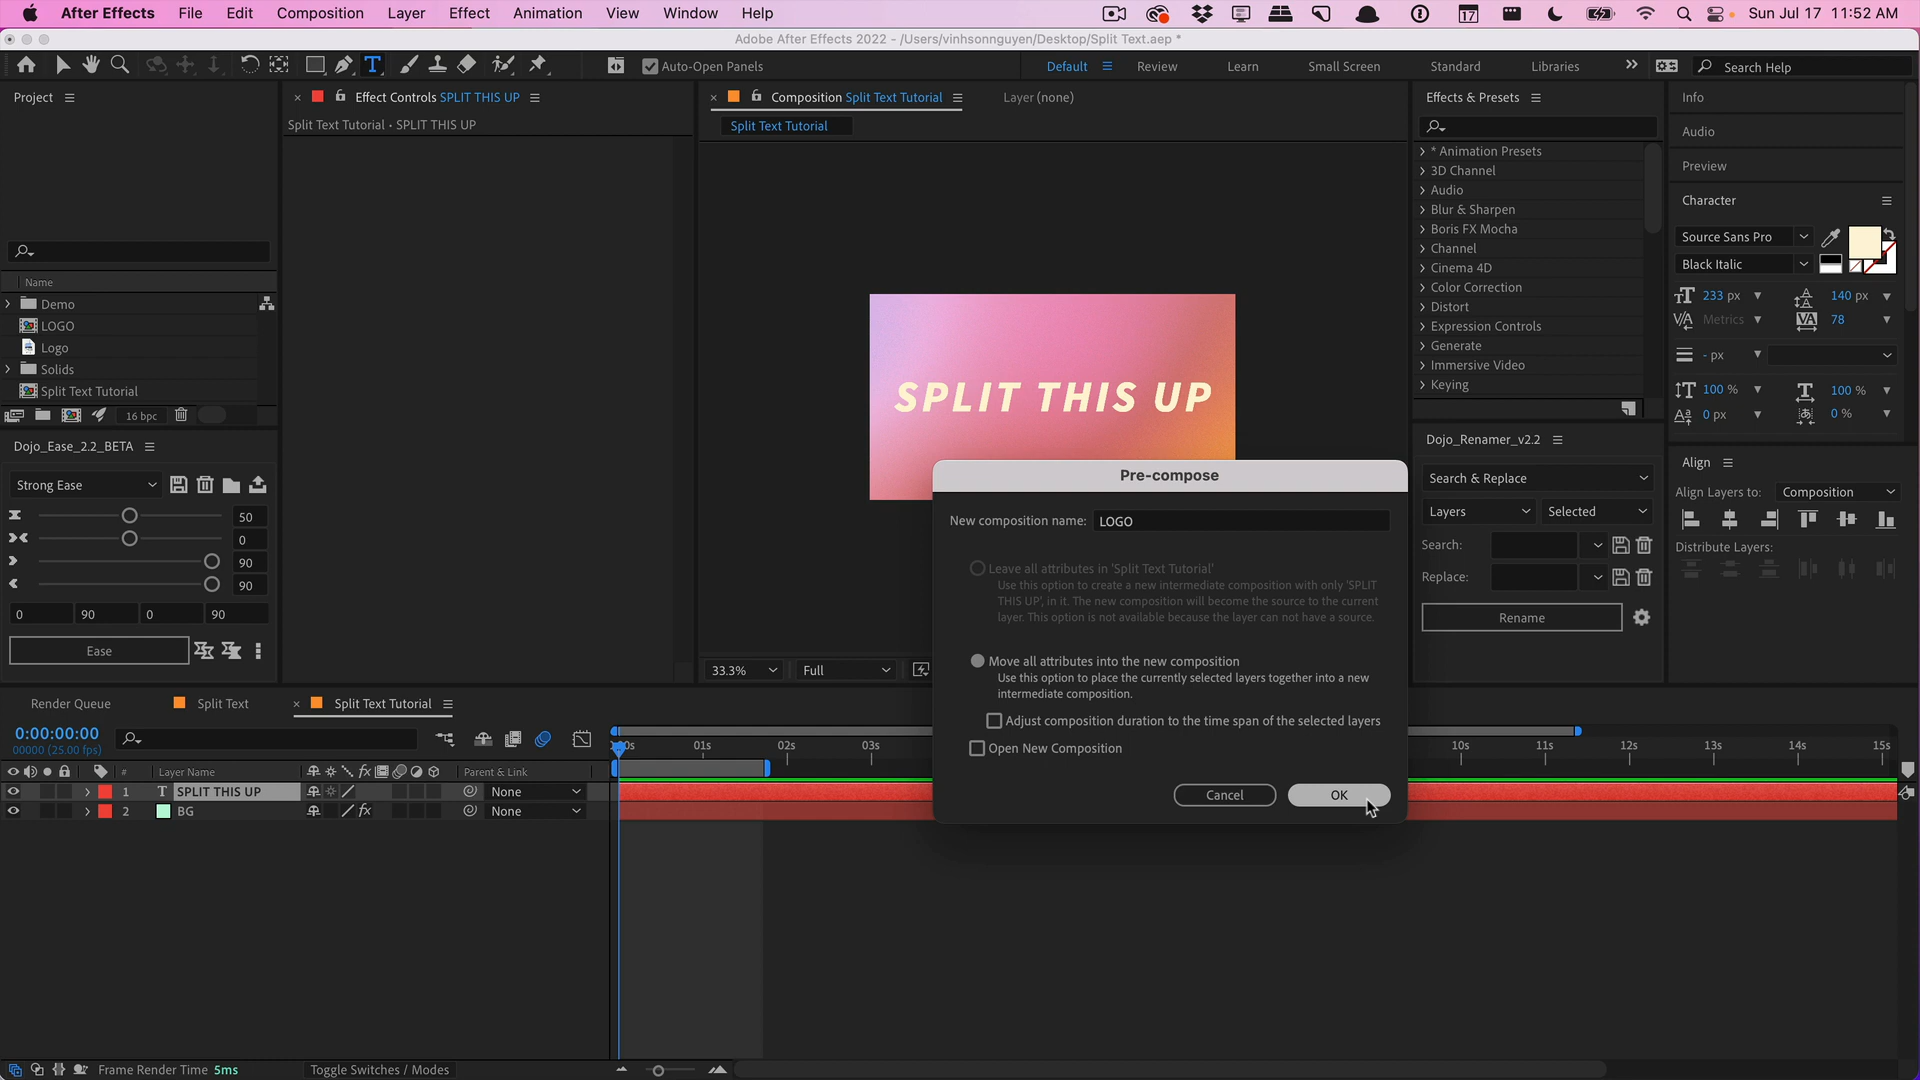 After Effects File Edit Composition Layer Effect Animation View Window Help 17 Sun Jul 17 11:52 AM
Adobe After Effects 2022 - /Users/vinhsonnguyen/Desktop/Split Text.aep *
Auto-Open Panels Default Review Learn Small Screen Standard Libraries Search Help
Project
Effect Controls SPLIT THIS UP
Split Text Tutorial • SPLIT THIS UP
Composition Split Text Tutorial Layer (none)
Split Text Tutorial
SPLIT THIS UP
Effects & Presets
* Animation Presets
3D Channel
Audio
Blur & Sharpen
Boris FX Mocha
Channel
Cinema 4D
Color Correction
Distort
Expression Controls
Generate
Immersive Video
Keying
Info
Audio
Preview
Character
Source Sans Pro
Black Italic
233 px 140 px
Metrics 78
- px
100 % 100 %
0 px 0 %
Name
Demo
LOGO
Logo
Solids
Split Text Tutorial
16 bpc
Dojo_Ease_2.2_BETA
Strong Ease
50
0
90
90
0 90 0 90
Ease
33.3% Full
Pre-compose
New composition name: LOGO
Leave all attributes in 'Split Text Tutorial'
Use this option to create a new intermediate composition with only 'SPLIT
THIS UP', in it. The new composition will become the source to the current
layer. This option is not available because the layer can not have a source.
Move all attributes into the new composition
Use this option to place the currently selected layers together into a new
intermediate composition.
Adjust composition duration to the time span of the selected layers
Open New Composition
Cancel OK
Dojo_Renamer_v2.2
Search & Replace
Layers Selected
Search:
Replace:
Rename
Align
Align Layers to: Composition
Distribute Layers:
Render Queue Split Text Split Text Tutorial
0:00:00:00
00000 (25.00 fps)
01s 02s 03s 10s 11s 12s 13s 14s 15s
# Layer Name Parent & Link
1 T SPLIT THIS UP None
2 BG fx None
Frame Render Time 5ms Toggle Switches / Modes